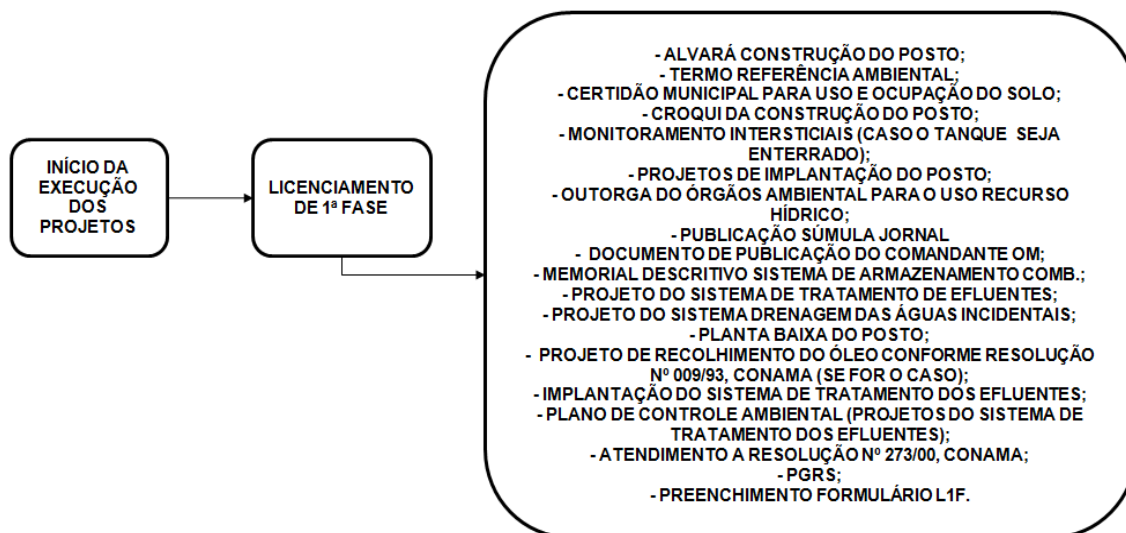 INÍCIO DA
EXECUÇÃO
DOS
PROJETOS
LICENCIAMENTO
DE 1ª FASE
- ALVARÁ CONSTRUÇÃO DO POSTO;
- TERMO REFERÊNCIA AMBIENTAL;
- CERTIDÃO MUNICIPAL PARA USO E OCUPAÇÃO DO SOLO;
- CROQUI DA CONSTRUÇÃO DO POSTO;
- MONITORAMENTO INTERSTICIAIS (CASO O TANQUE SEJA
ENTERRADO);
- PROJETOS DE IMPLANTAÇÃO DO POSTO;
- OUTORGA DO ÓRGÃOS AMBIENTAL PARA O USO RECURSO
HÍDRICO;
- PUBLICAÇÃO SÚMULA JORNAL
- DOCUMENTO DE PUBLICAÇÃO DO COMANDANTE OM;
- MEMORIAL DESCRITIVO SISTEMA DE ARMAZENAMENTO COMB.;
- PROJETO DO SISTEMA DE TRATAMENTO DE EFLUENTES;
- PROJETO DO SISTEMA DRENAGEM DAS ÁGUAS INCIDENTAIS;
- PLANTA BAIXA DO POSTO;
- PROJETO DE RECOLHIMENTO DO ÓLEO CONFORME RESOLUÇÃO
Nº 009/93, CONAMA (SE FOR O CASO);
- IMPLANTAÇÃO DO SISTEMA DE TRATAMENTO DOS EFLUENTES;
- PLANO DE CONTROLE AMBIENTAL (PROJETOS DO SISTEMA DE
TRATAMENTO DOS EFLUENTES);
- ATENDIMENTO A RESOLUÇÃO Nº 273/00, CONAMA;
- PGRS;
- PREENCHIMENTO FORMULÁRIO L1F.